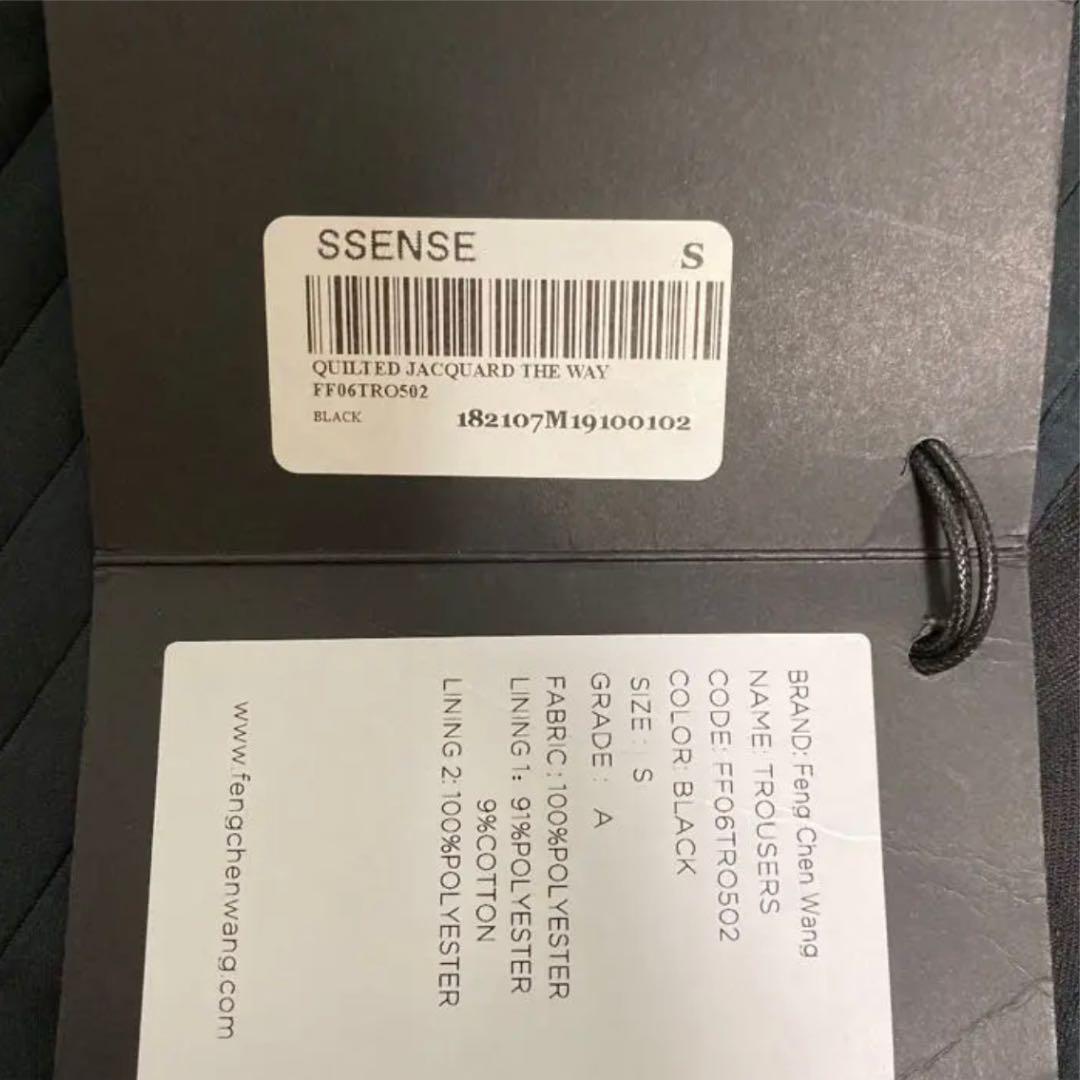 SSENSE
S
QUILTED JACQUARD THE WAY
FF06TRO502
BLACK
182107M19100102
BRAND: Feng Chen Wang
NAME: TROUSERS
CODE: FF06TRO502
COLOR: BLACK
SIZE : S
GRADE : A
FABRIC : 100%POLYESTER
LINING 1: 91%POLYESTER
9%COTTON
LINING 2: 100%POLYESTER
www.fengchenwang.com